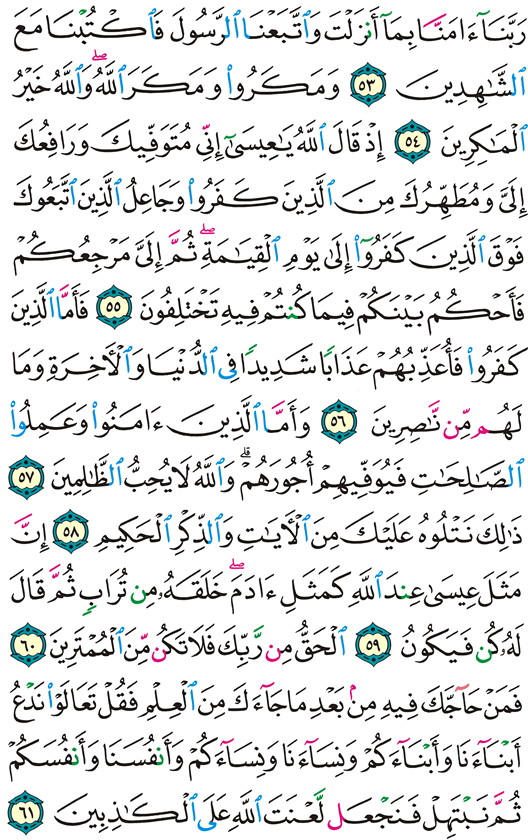 رَبَّنَآ ءَامَنَّا بِمَآ أَنزَلْتَ وَٱتَّبَعْنَا ٱلرَّسُولَ فَٱكْتُبْنَا مَعَ
ٱلشَّٰهِدِينَ ٥٣ وَمَكَرُوا۟ وَمَكَرَ ٱللَّهُ ۖ وَٱللَّهُ خَيْرُ
ٱلْمَٰكِرِينَ ٥٤ إِذْ قَالَ ٱللَّهُ يَٰعِيسَىٰٓ إِنِّى مُتَوَفِّيكَ وَرَافِعُكَ
إِلَىَّ وَمُطَهِّرُكَ مِنَ ٱلَّذِينَ كَفَرُوا۟ وَجَاعِلُ ٱلَّذِينَ ٱتَّبَعُوكَ
فَوْقَ ٱلَّذِينَ كَفَرُوٓا۟ إِلَىٰ يَوْمِ ٱلْقِيَٰمَةِ ۖ ثُمَّ إِلَىَّ مَرْجِعُكُمْ
فَأَحْكُمُ بَيْنَكُمْ فِيمَا كُنتُمْ فِيهِ تَخْتَلِفُونَ ٥٥ فَأَمَّا ٱلَّذِينَ
كَفَرُوا۟ فَأُعَذِّبُهُمْ عَذَابًا شَدِيدًا فِى ٱلدُّنْيَا وَٱلْءَاخِرَةِ وَمَا
لَهُم مِّن نَّٰصِرِينَ ٥٦ وَأَمَّا ٱلَّذِينَ ءَامَنُوا۟ وَعَمِلُوا۟
ٱلصَّٰلِحَٰتِ فَيُوَفِّيهِمْ أُجُورَهُمْ ۗ وَٱللَّهُ لَا يُحِبُّ ٱلظَّٰلِمِينَ ٥٧
ذَٰلِكَ نَتْلُوهُ عَلَيْكَ مِنَ ٱلْءَايَٰتِ وَٱلذِّكْرِ ٱلْحَكِيمِ ٥٨ إِنَّ
مَثَلَ عِيسَىٰ عِندَ ٱللَّهِ كَمَثَلِ ءَادَمَ ۖ خَلَقَهُۥ مِن تُرَابٍ ثُمَّ قَالَ
لَهُۥ كُن فَيَكُونُ ٥٩ ٱلْحَقُّ مِن رَّبِّكَ فَلَا تَكُن مِّنَ ٱلْمُمْتَرِينَ ٦٠
فَمَنْ حَآجَّكَ فِيهِ مِنۢ بَعْدِ مَا جَآءَكَ مِنَ ٱلْعِلْمِ فَقُلْ تَعَالَوْا۟ نَدْعُ
أَبْنَآءَنَا وَأَبْنَآءَكُمْ وَنِسَآءَنَا وَنِسَآءَكُمْ وَأَنفُسَنَا وَأَنفُسَكُمْ
ثُمَّ نَبْتَهِلْ فَنَجْعَل لَّعْنَتَ ٱللَّهِ عَلَى ٱلْكَٰذِبِينَ ٦١